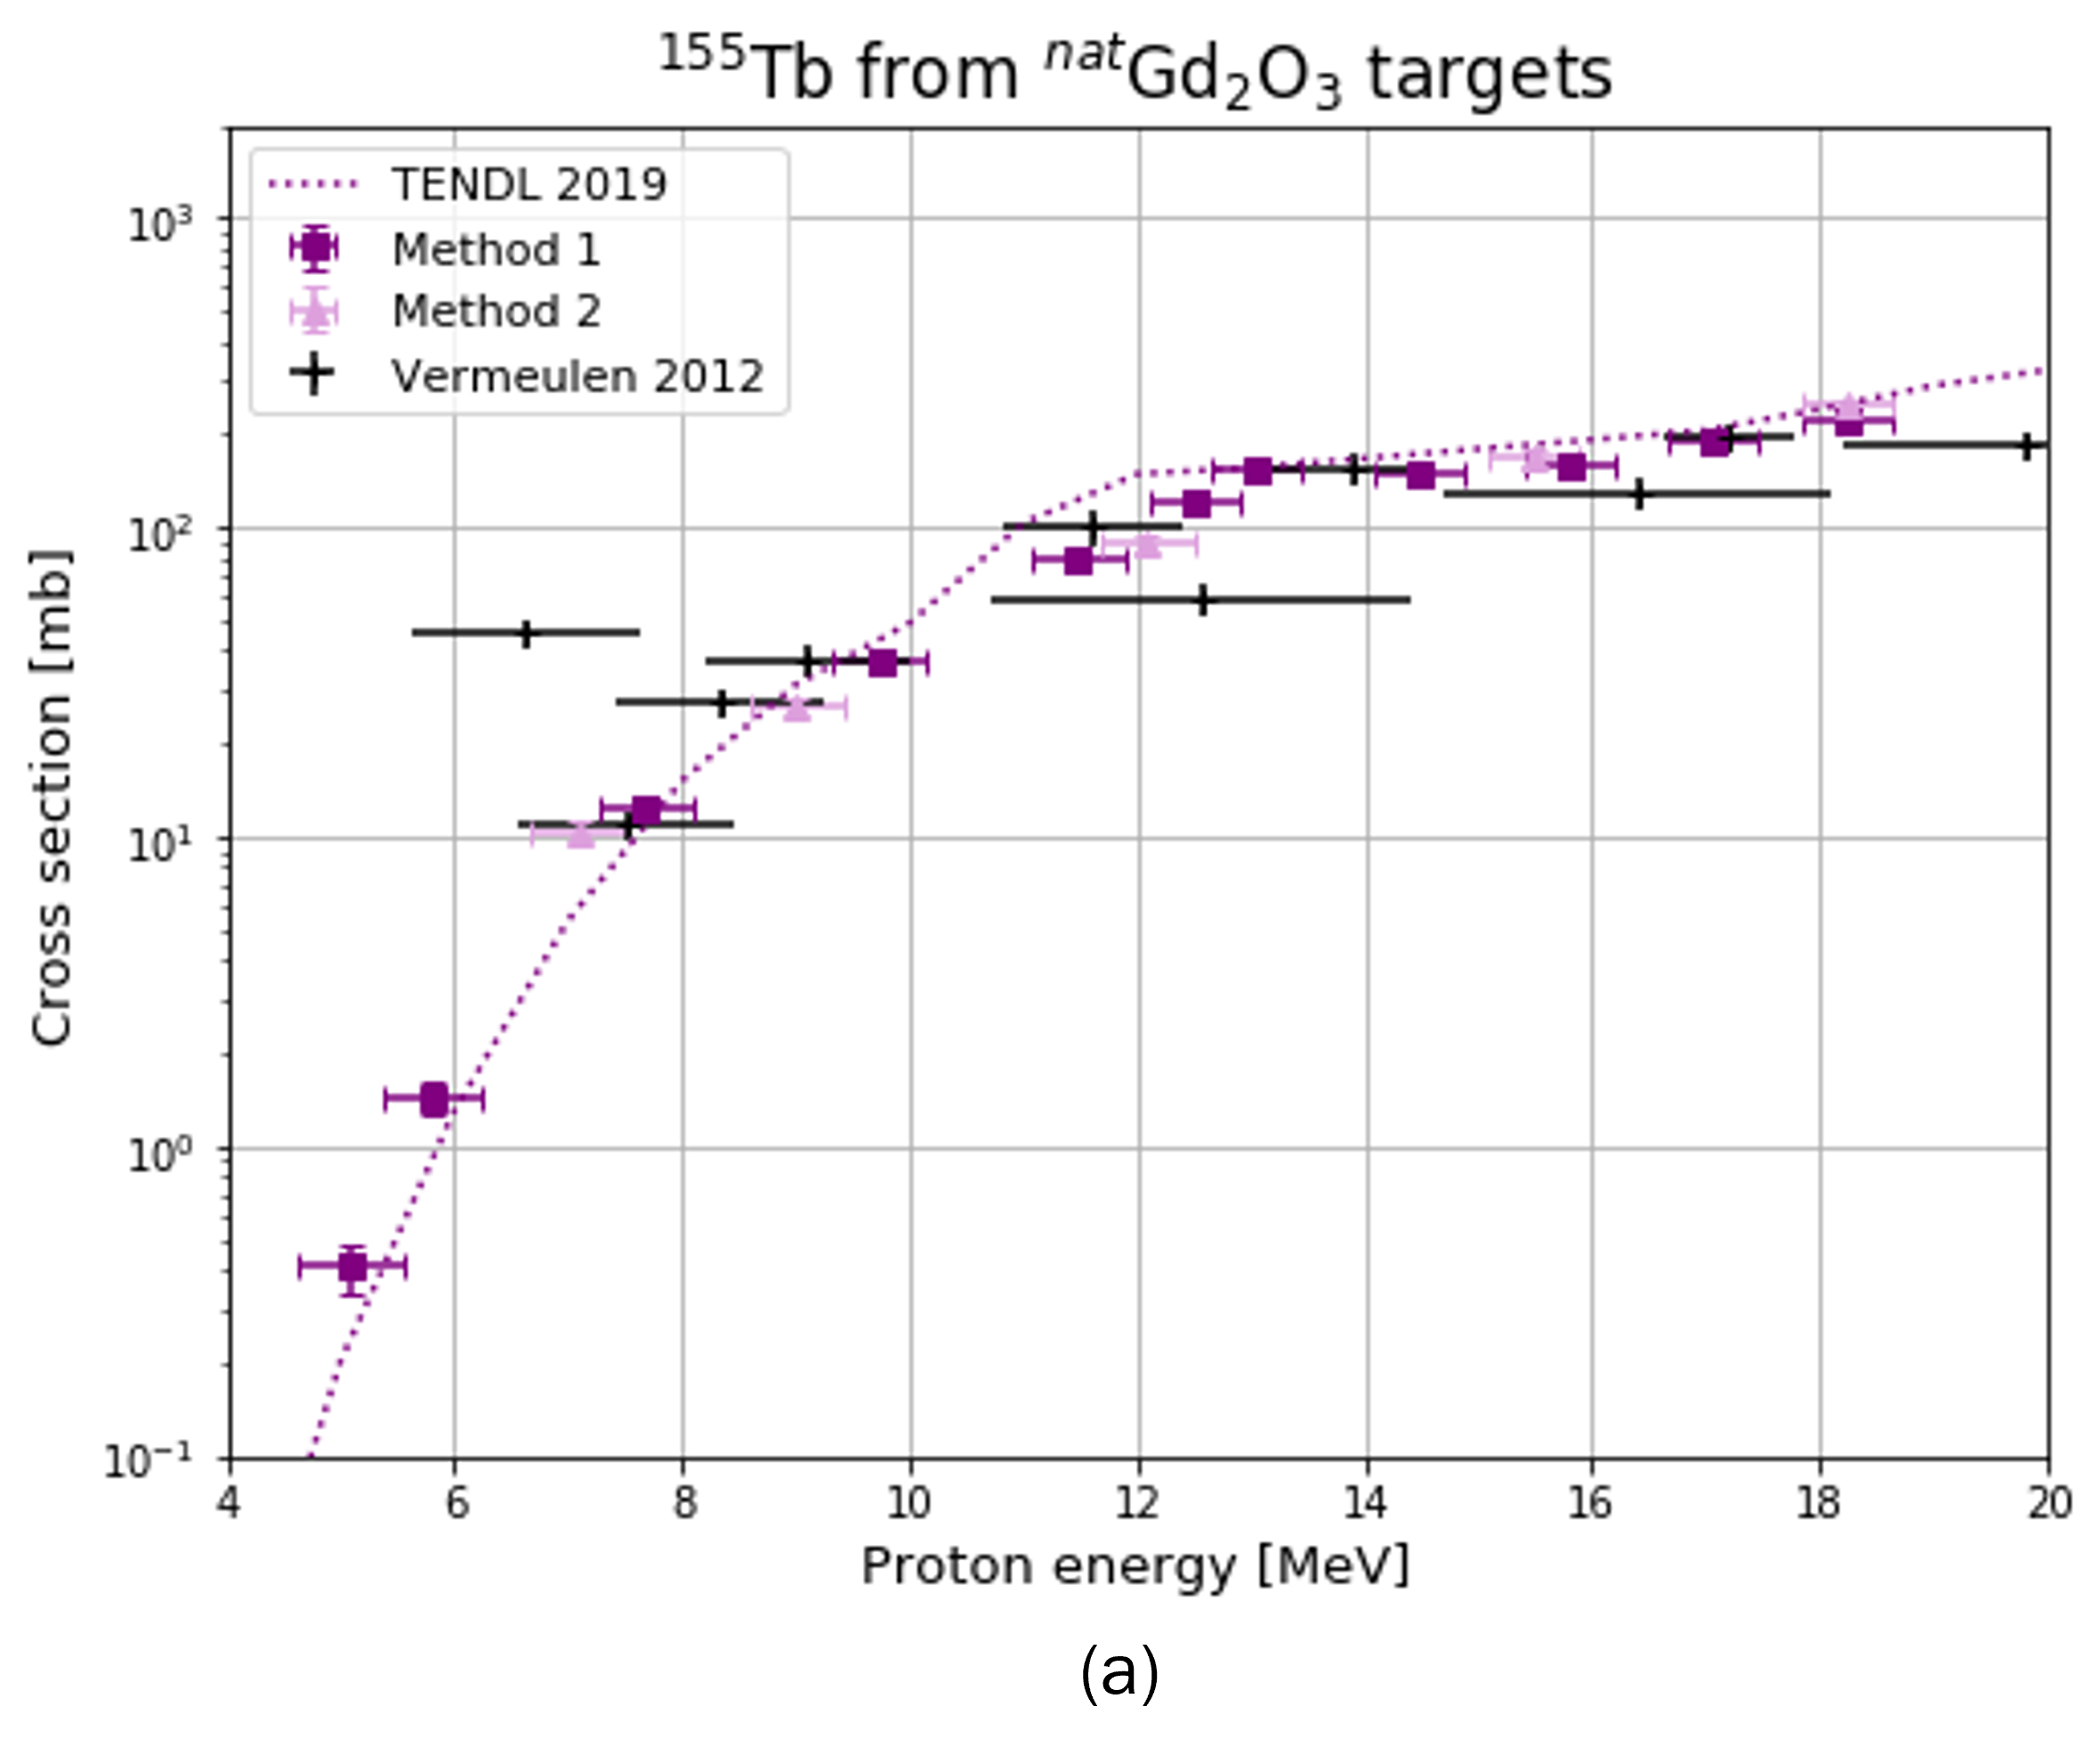 ¹⁵⁵Tb from ⁿᵃᵗGd₂O₃ targets
TENDL 2019
Method 1
Method 2
Vermeulen 2012
10³
10²
10¹
10⁰
10⁻¹
Cross section [mb]
4 6 8 10 12 14 16 18 20
Proton energy [MeV]
(a)